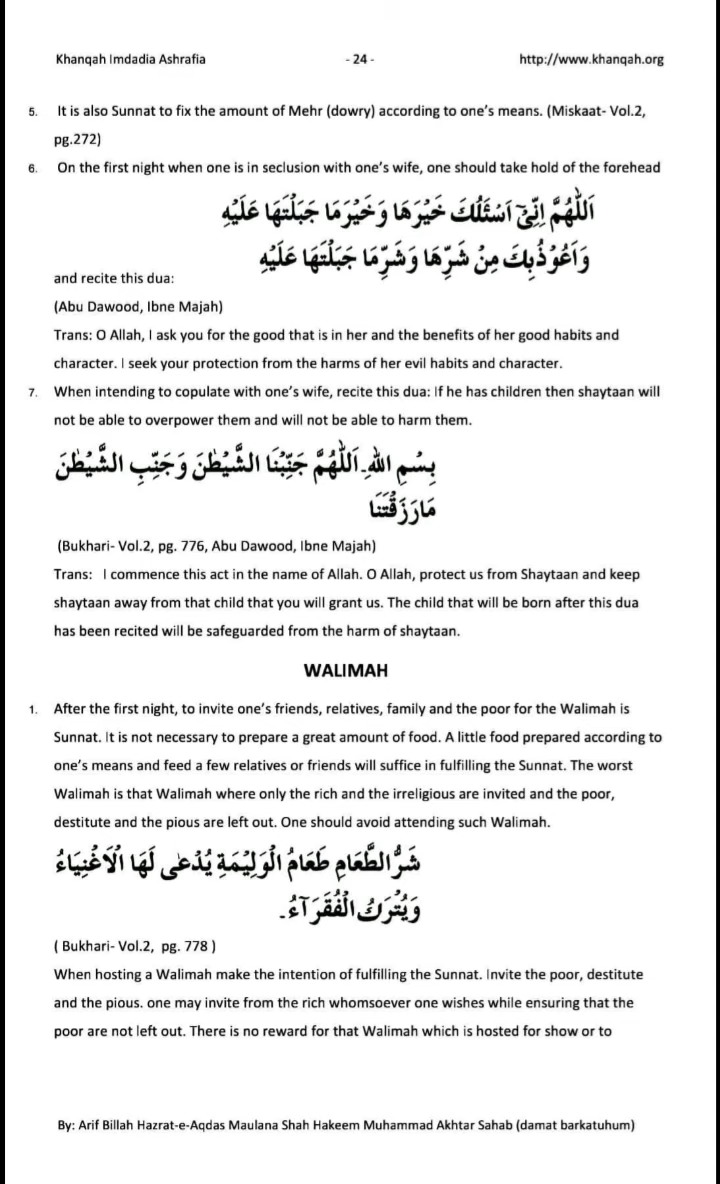 Khanqah Imdadia Ashrafia - 24 - http://www.khanqah.org
5. It is also Sunnat to fix the amount of Mehr (dowry) according to one's means. (Miskaat- Vol.2,
pg.272)
6. On the first night when one is in seclusion with one's wife, one should take hold of the forehead
اَللّٰهُمَّ اِنِّیْۤ اَسْئَلُكَ خَیْرَهَا وَخَیْرَمَا جَبَلْتَهَا عَلَیْهِ
وَاَعُوْذُبِكَ مِنْ شَرِّهَا وَشَرِّمَا جَبَلْتَهَا عَلَیْهِ
and recite this dua:
(Abu Dawood, Ibne Majah)
Trans: O Allah, I ask you for the good that is in her and the benefits of her good habits and
character. I seek your protection from the harms of her evil habits and character.
7. When intending to copulate with one's wife, recite this dua: If he has children then shaytaan will
not be able to overpower them and will not be able to harm them.
بِسْمِ اللهِ۔اَللّٰهُمَّ جَنِّبْنَا الشَّیْطٰنَ وَجَنِّبِ الشَّیْطٰنَ
مَارَزَقْتَنَا
(Bukhari- Vol.2, pg. 776, Abu Dawood, Ibne Majah)
Trans: I commence this act in the name of Allah. O Allah, protect us from Shaytaan and keep
shaytaan away from that child that you will grant us. The child that will be born after this dua
has been recited will be safeguarded from the harm of shaytaan.
WALIMAH
1. After the first night, to invite one's friends, relatives, family and the poor for the Walimah is
Sunnat. It is not necessary to prepare a great amount of food. A little food prepared according to
one's means and feed a few relatives or friends will suffice in fulfilling the Sunnat. The worst
Walimah is that Walimah where only the rich and the irreligious are invited and the poor,
destitute and the pious are left out. One should avoid attending such Walimah.
شَرُّ الطَّعَامِ طَعَامُ الْوَلِیْمَةِ یُدْعٰی لَهَا الْاَغْنِیَاءُ
وَیُتْرَكُ الْفُقَرَآءُ۔
( Bukhari- Vol.2, pg. 778 )
When hosting a Walimah make the intention of fulfilling the Sunnat. Invite the poor, destitute
and the pious. one may invite from the rich whomsoever one wishes while ensuring that the
poor are not left out. There is no reward for that Walimah which is hosted for show or to
By: Arif Billah Hazrat-e-Aqdas Maulana Shah Hakeem Muhammad Akhtar Sahab (damat barkatuhum)